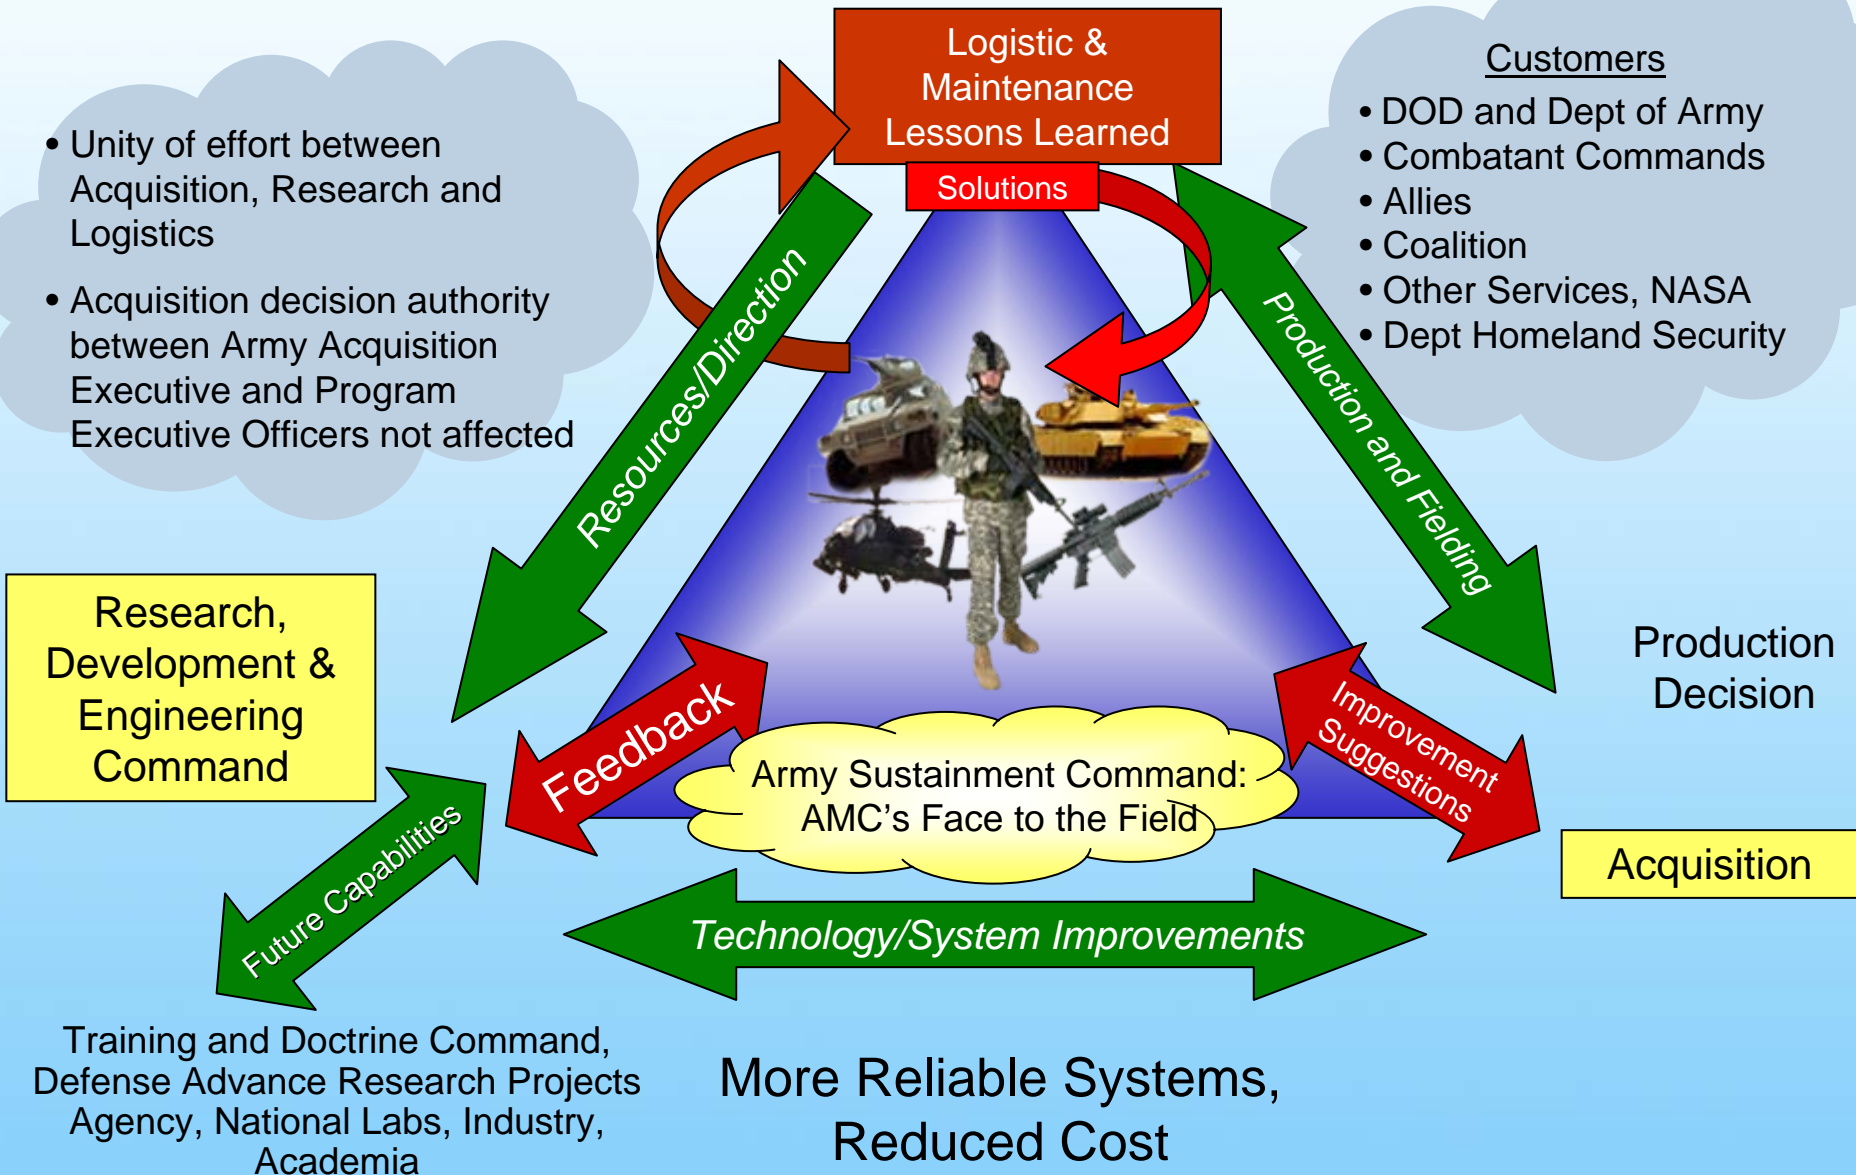 Logistic &
Maintenance
Lessons Learned
Solutions
• Unity of effort between
Acquisition, Research and
Logistics
• Acquisition decision authority
between Army Acquisition
Executive and Program
Executive Officers not affected
Customers
• DOD and Dept of Army
• Combatant Commands
• Allies
• Coalition
• Other Services, NASA
• Dept Homeland Security
Resources/Direction
Production and Fielding
Research,
Development &
Engineering
Command
Production
Decision
Feedback
Improvement
Suggestions
Army Sustainment Command:
AMC's Face to the Field
Acquisition
Future Capabilities
Technology/System Improvements
Training and Doctrine Command,
Defense Advance Research Projects
Agency, National Labs, Industry,
Academia
More Reliable Systems,
Reduced Cost